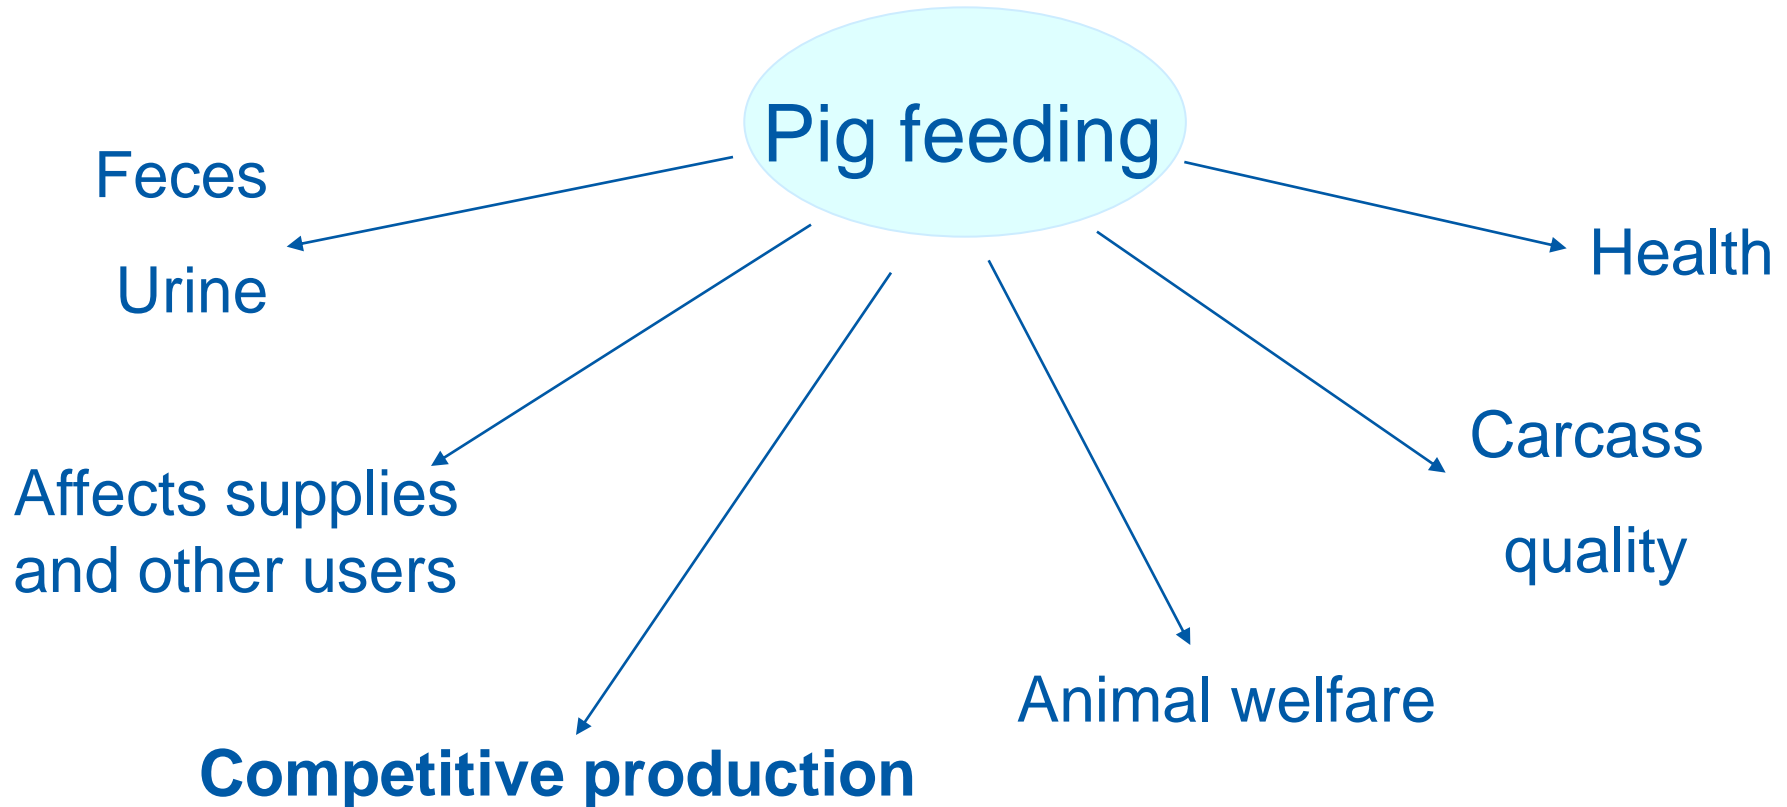 Pig feeding
Feces
Urine
Health
Carcass
quality
Affects supplies
and other users
Animal welfare
Competitive production